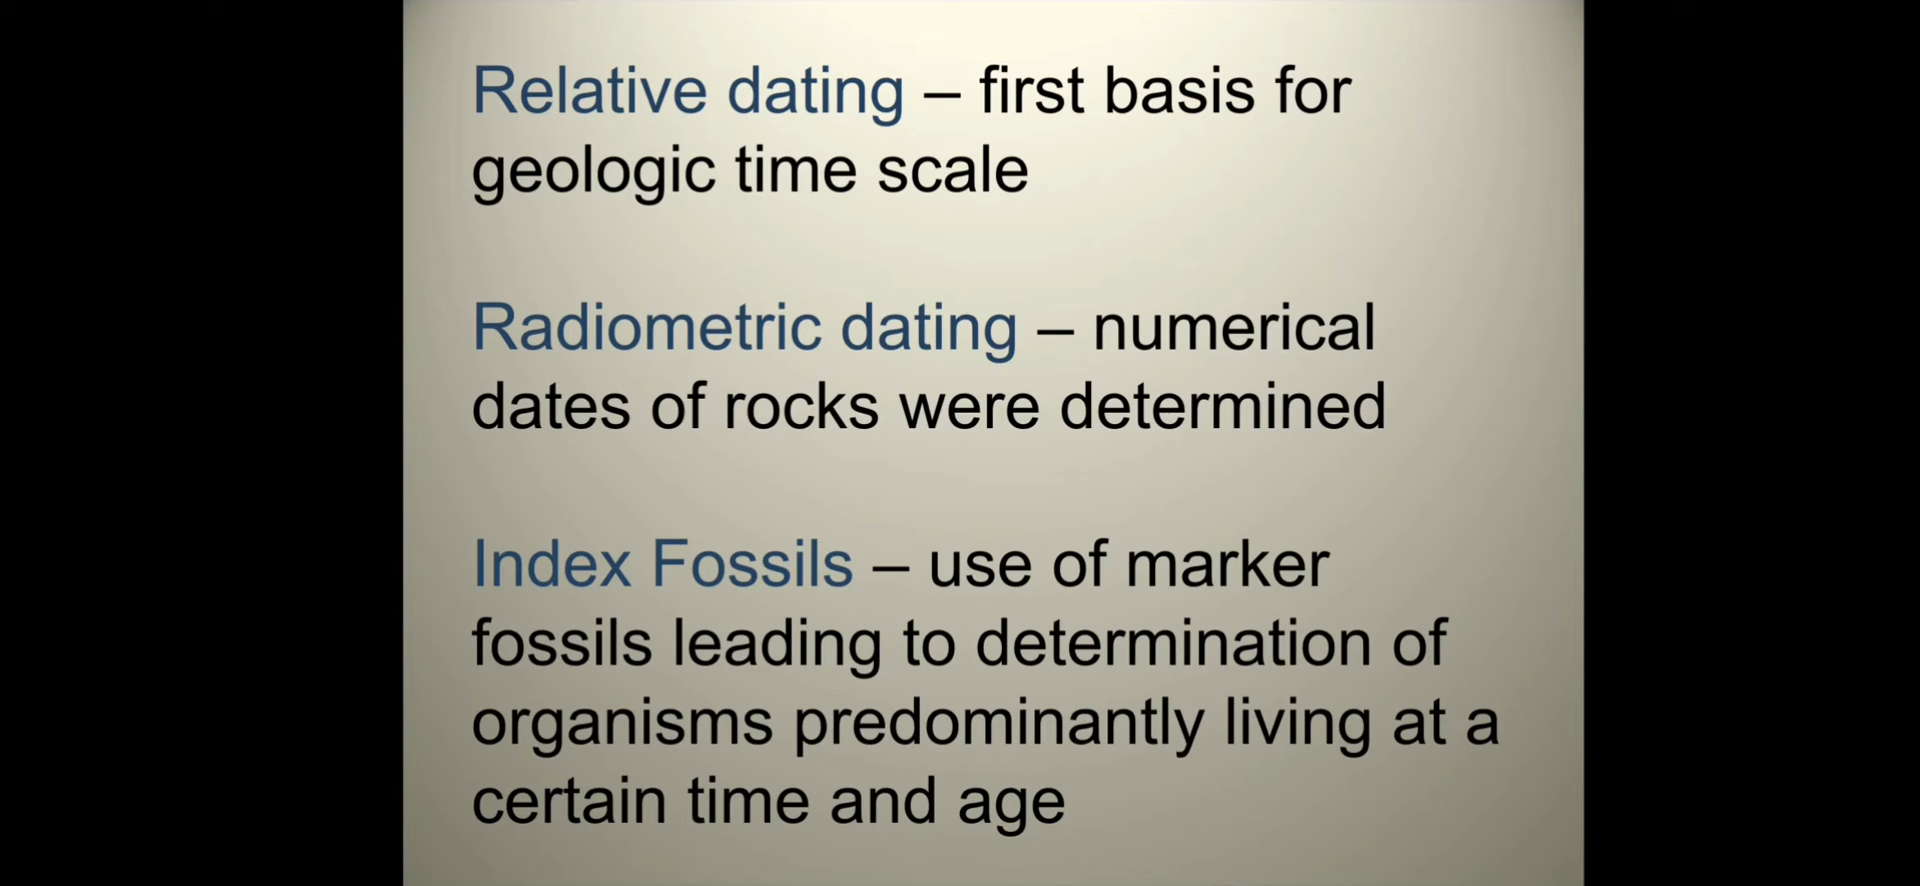 Relative dating – first basis for
geologic time scale
Radiometric dating – numerical
dates of rocks were determined
Index Fossils – use of marker
fossils leading to determination of
organisms predominantly living at a
certain time and age